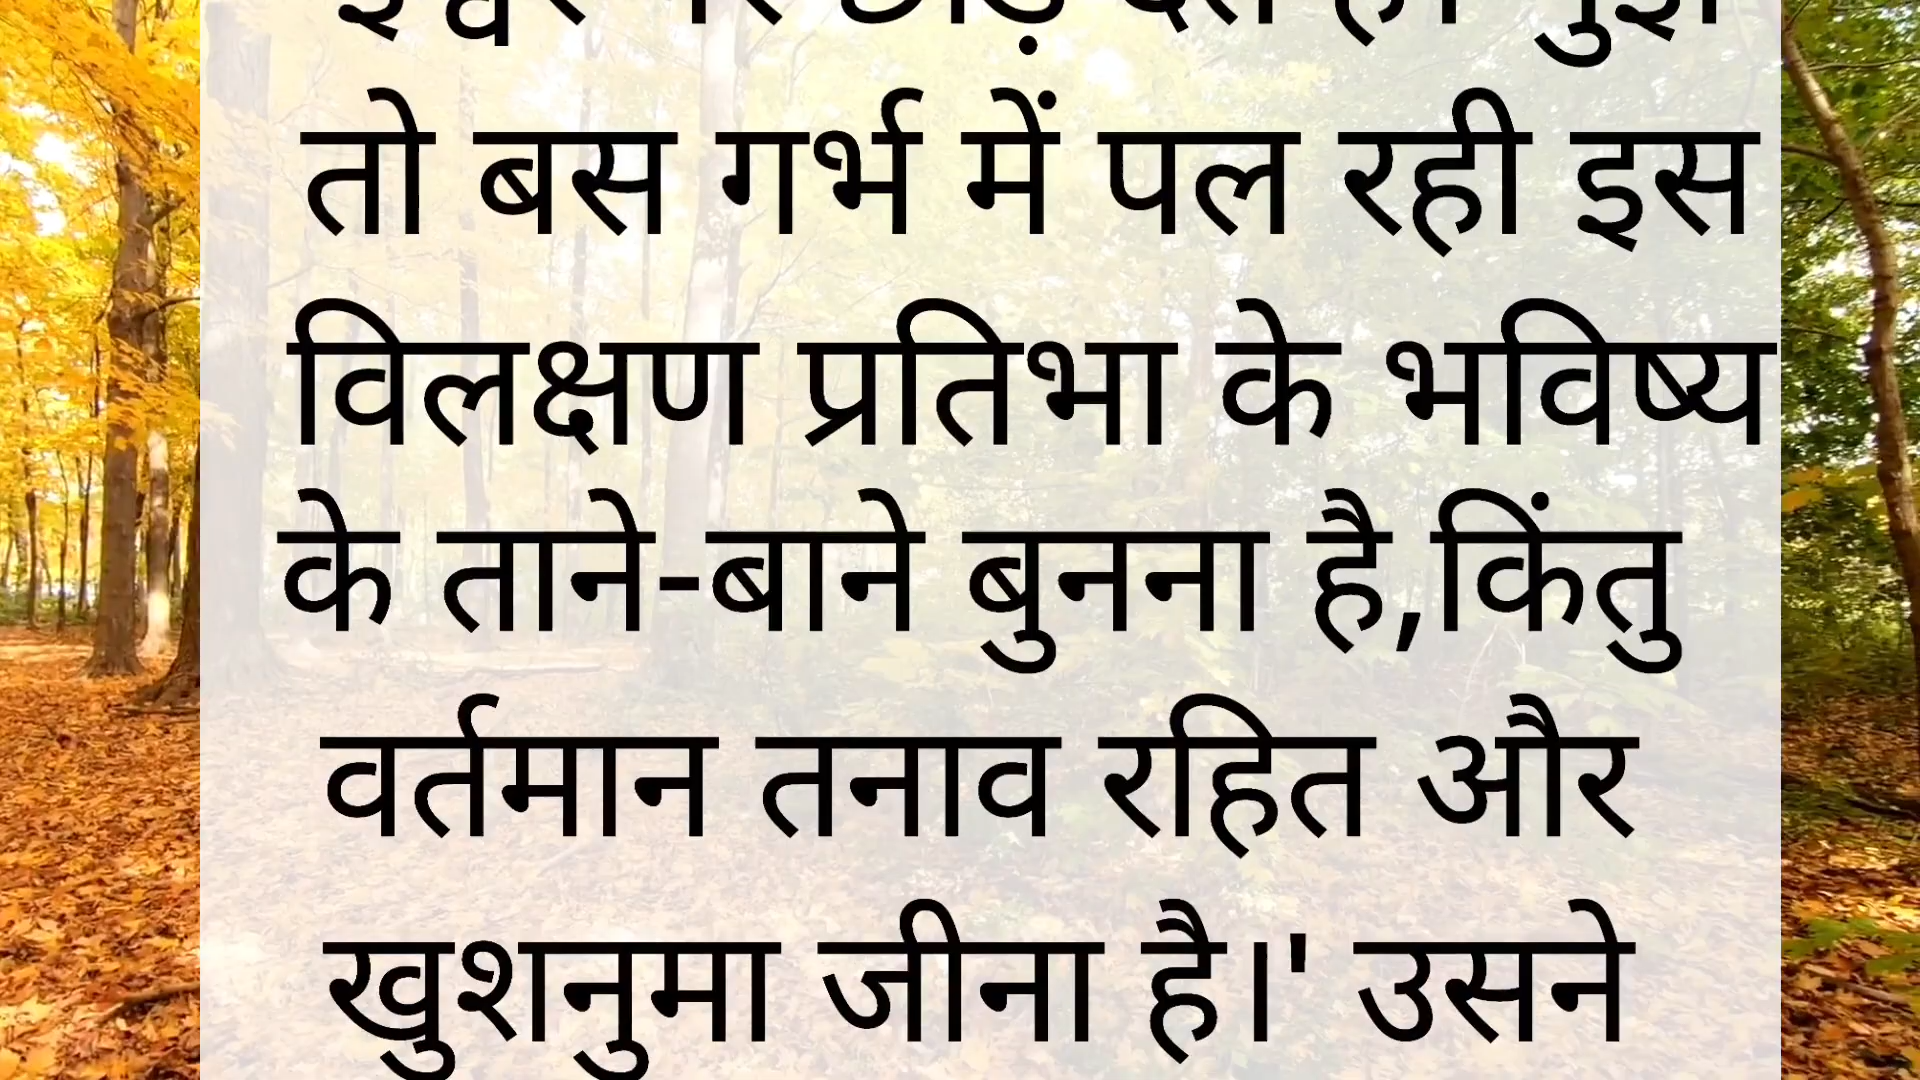 तो बस गर्भ में पल रही इस
विलक्षण प्रतिभा के भविष्य
के ताने-बाने बुनना है,किंतु
वर्तमान तनाव रहित और
खुशनुमा जीना है।' उसने